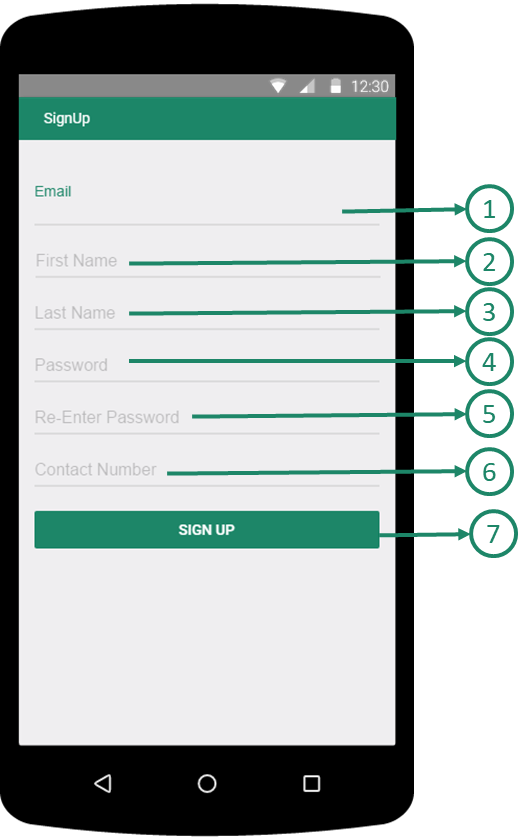 12:30
SignUp
Email
1
First Name
2
Last Name
3
Password
4
Re-Enter Password
5
Contact Number
6
SIGN UP
7